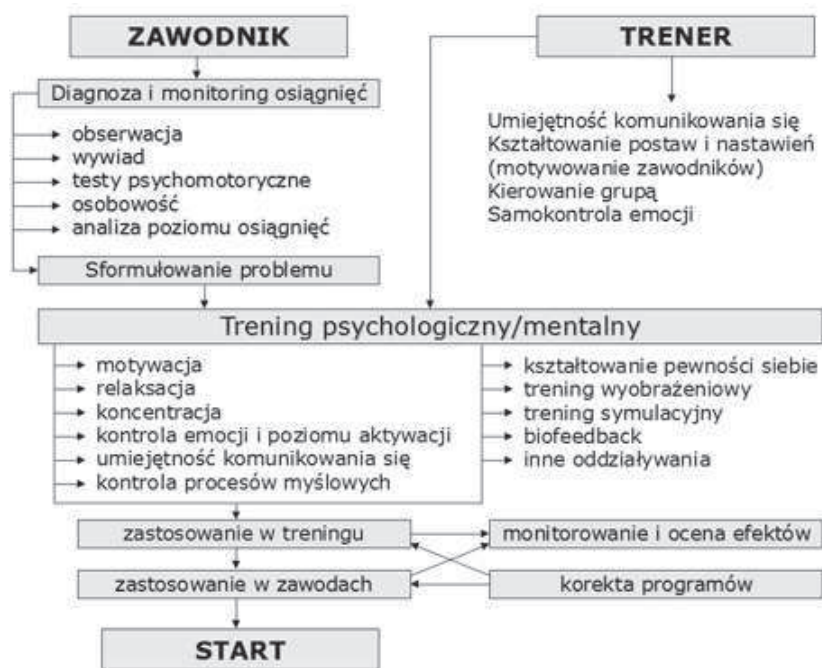 ZAWODNIK
TRENER
Diagnoza i monitoring osiągnięć
obserwacja
wywiad
testy psychomotoryczne
osobowość
analiza poziomu osiągnięć
Umiejętność komunikowania się
Kształtowanie postaw i nastawień
(motywowanie zawodników)
Kierowanie grupą
Samokontrola emocji
Sformułowanie problemu
Trening psychologiczny/mentalny
motywacja
relaksacja
koncentracja
kontrola emocji i poziomu aktywacji
umiejętność komunikowania się
kontrola procesów myślowych
kształtowanie pewności siebie
trening wyobrażeniowy
trening symulacyjny
biofeedback
inne oddziaływania
zastosowanie w treningu
monitorowanie i ocena efektów
zastosowanie w zawodach
korekta programów
START